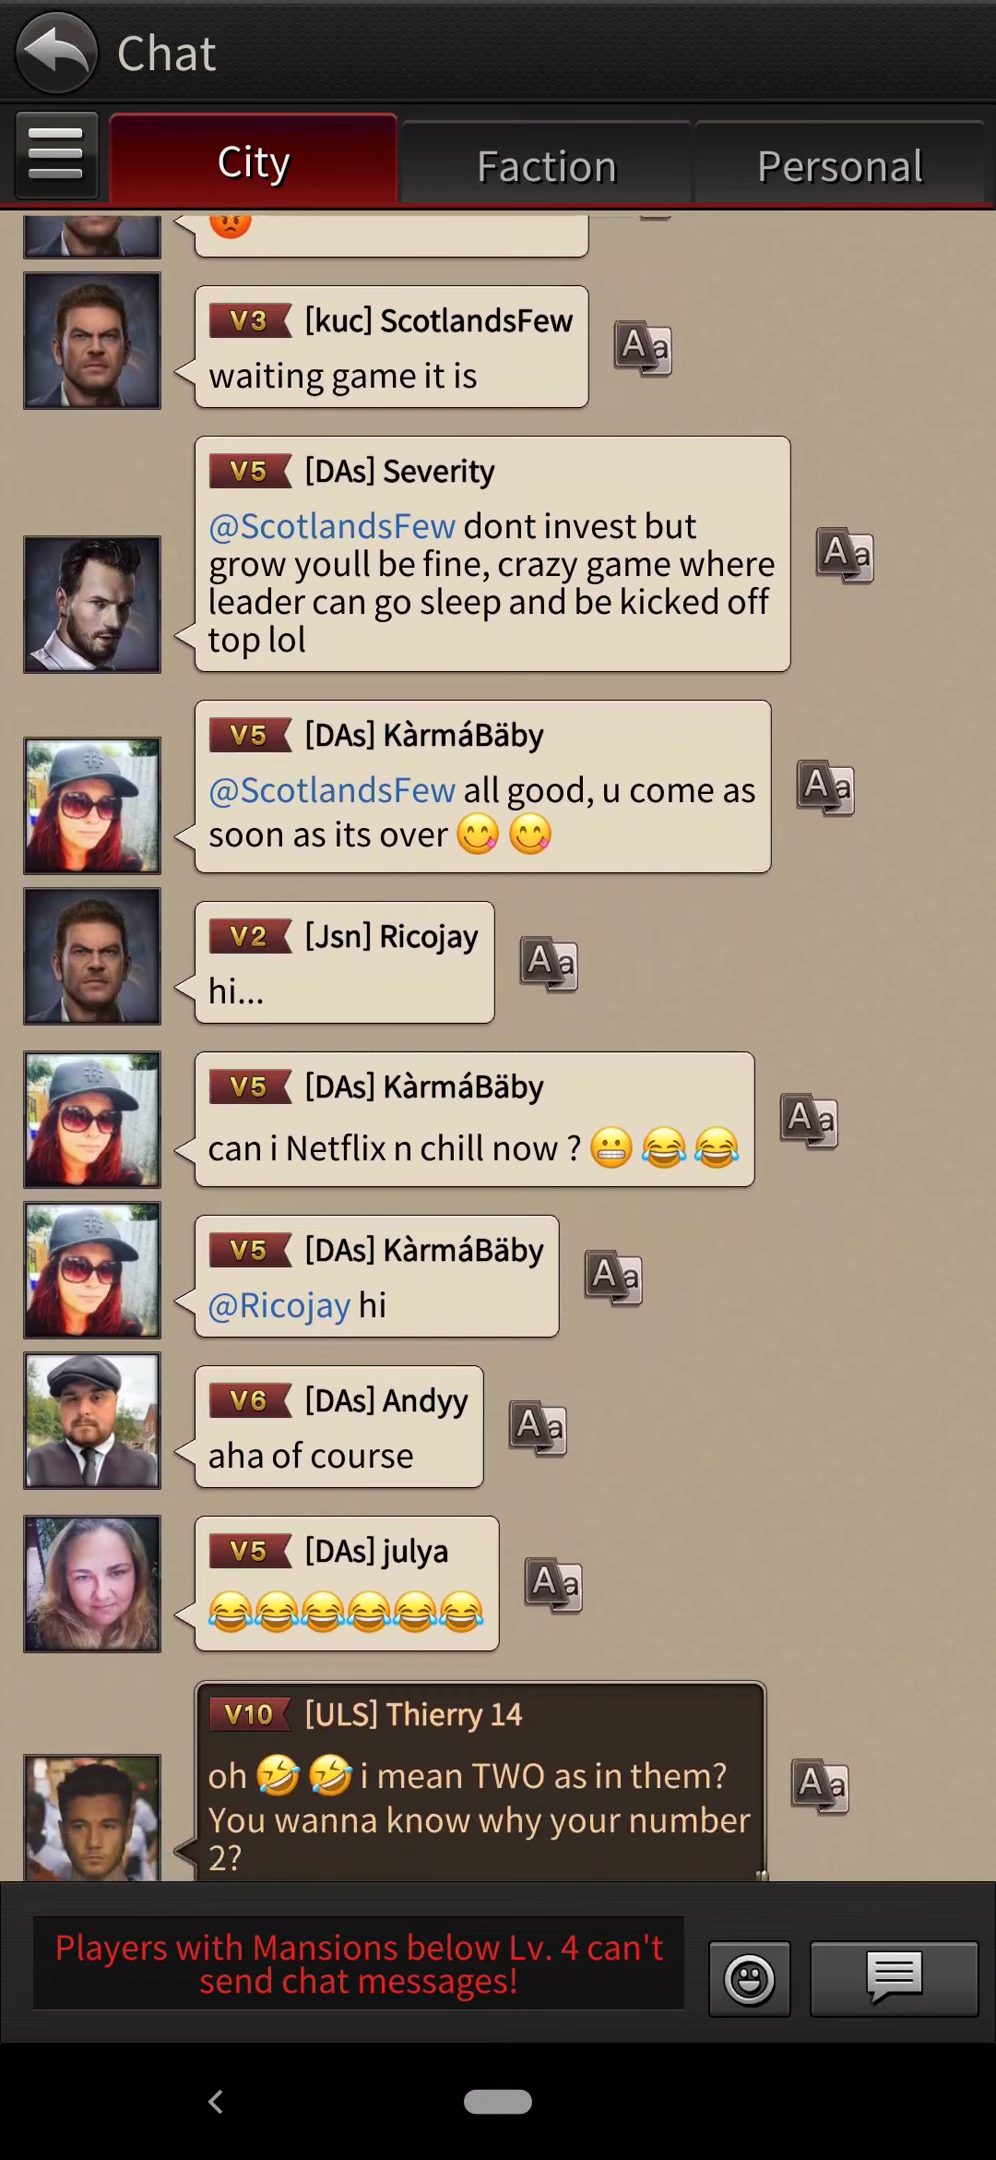 Chat
City
Faction
Personal
V3 [kuc] ScotlandsFew
waiting game it is
V5 [DAs] Severity
@ScotlandsFew dont invest but
grow youll be fine, crazy game where
leader can go sleep and be kicked off
top lol
V5 [DAs] KàrmáBäby
@ScotlandsFew all good, u come as
soon as its over 😋 😋
V2 [Jsn] Ricojay
hi...
V5 [DAs] KàrmáBäby
can i Netflix n chill now ? 😬 😂 😂
V5 [DAs] KàrmáBäby
@Ricojay hi
V6 [DAs] Andyy
aha of course
V5 [DAs] julya
😂😂😂😂😂😂
V10 [ULS] Thierry 14
oh 🤣 🤣 i mean TWO as in them?
You wanna know why your number
2?
Players with Mansions below Lv. 4 can't
send chat messages!